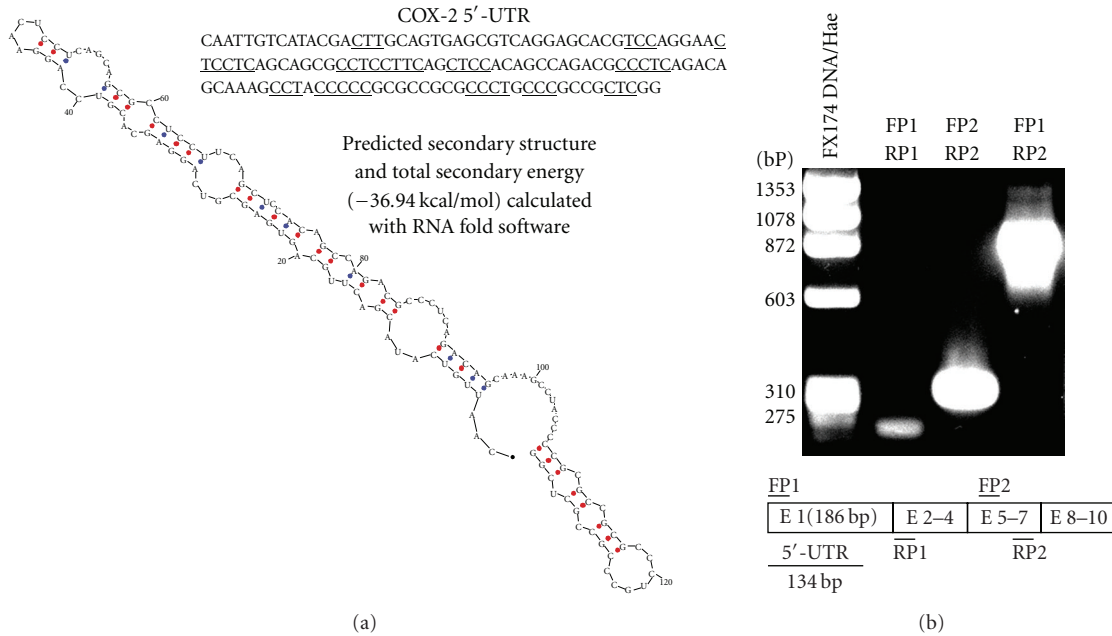 COX-2 5′-UTR
CAATTGTCATACGACTTGCAGTGAGCGTCAGGAGCACGTCCAGGAAC
TCCTCAGCAGCGCCTCCTTCAGCTCCACAGCCAGACGCCCTCAGACA
GCAAAGCCTACCCCCGCGCCGCGCCCTGCCCGCCGCTCGG
Predicted secondary structure
and total secondary energy
(−36.94 kcal/mol) calculated
with RNA fold software
20
40
60
80
100
120
(a)
FX174 DNA/Hae
FP1 FP2 FP1
RP1 RP2 RP2
(bP)
1353
1078
872
603
310
275
FP1 FP2
E 1(186 bp) E 2–4 E 5–7 E 8–10
5′-UTR RP1 RP2
134 bp
(b)